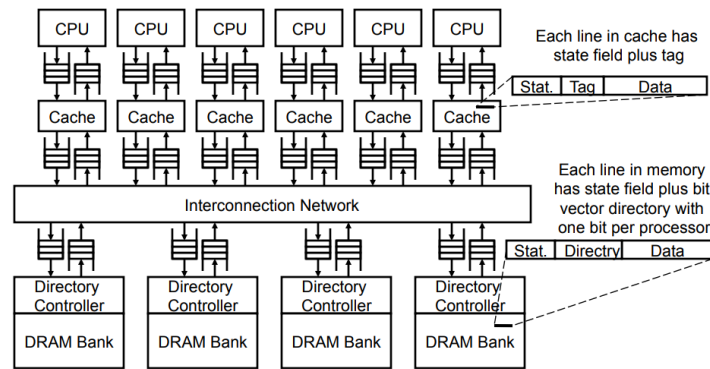 CPU CPU CPU CPU CPU CPU
Each line in cache has
state field plus tag
Stat. Tag Data
Cache Cache Cache Cache Cache Cache
Each line in memory
has state field plus bit
vector directory with
one bit per processor
Interconnection Network
Stat. Directry Data
Directory Directory Directory Directory
Controller Controller Controller Controller
DRAM Bank DRAM Bank DRAM Bank DRAM Bank